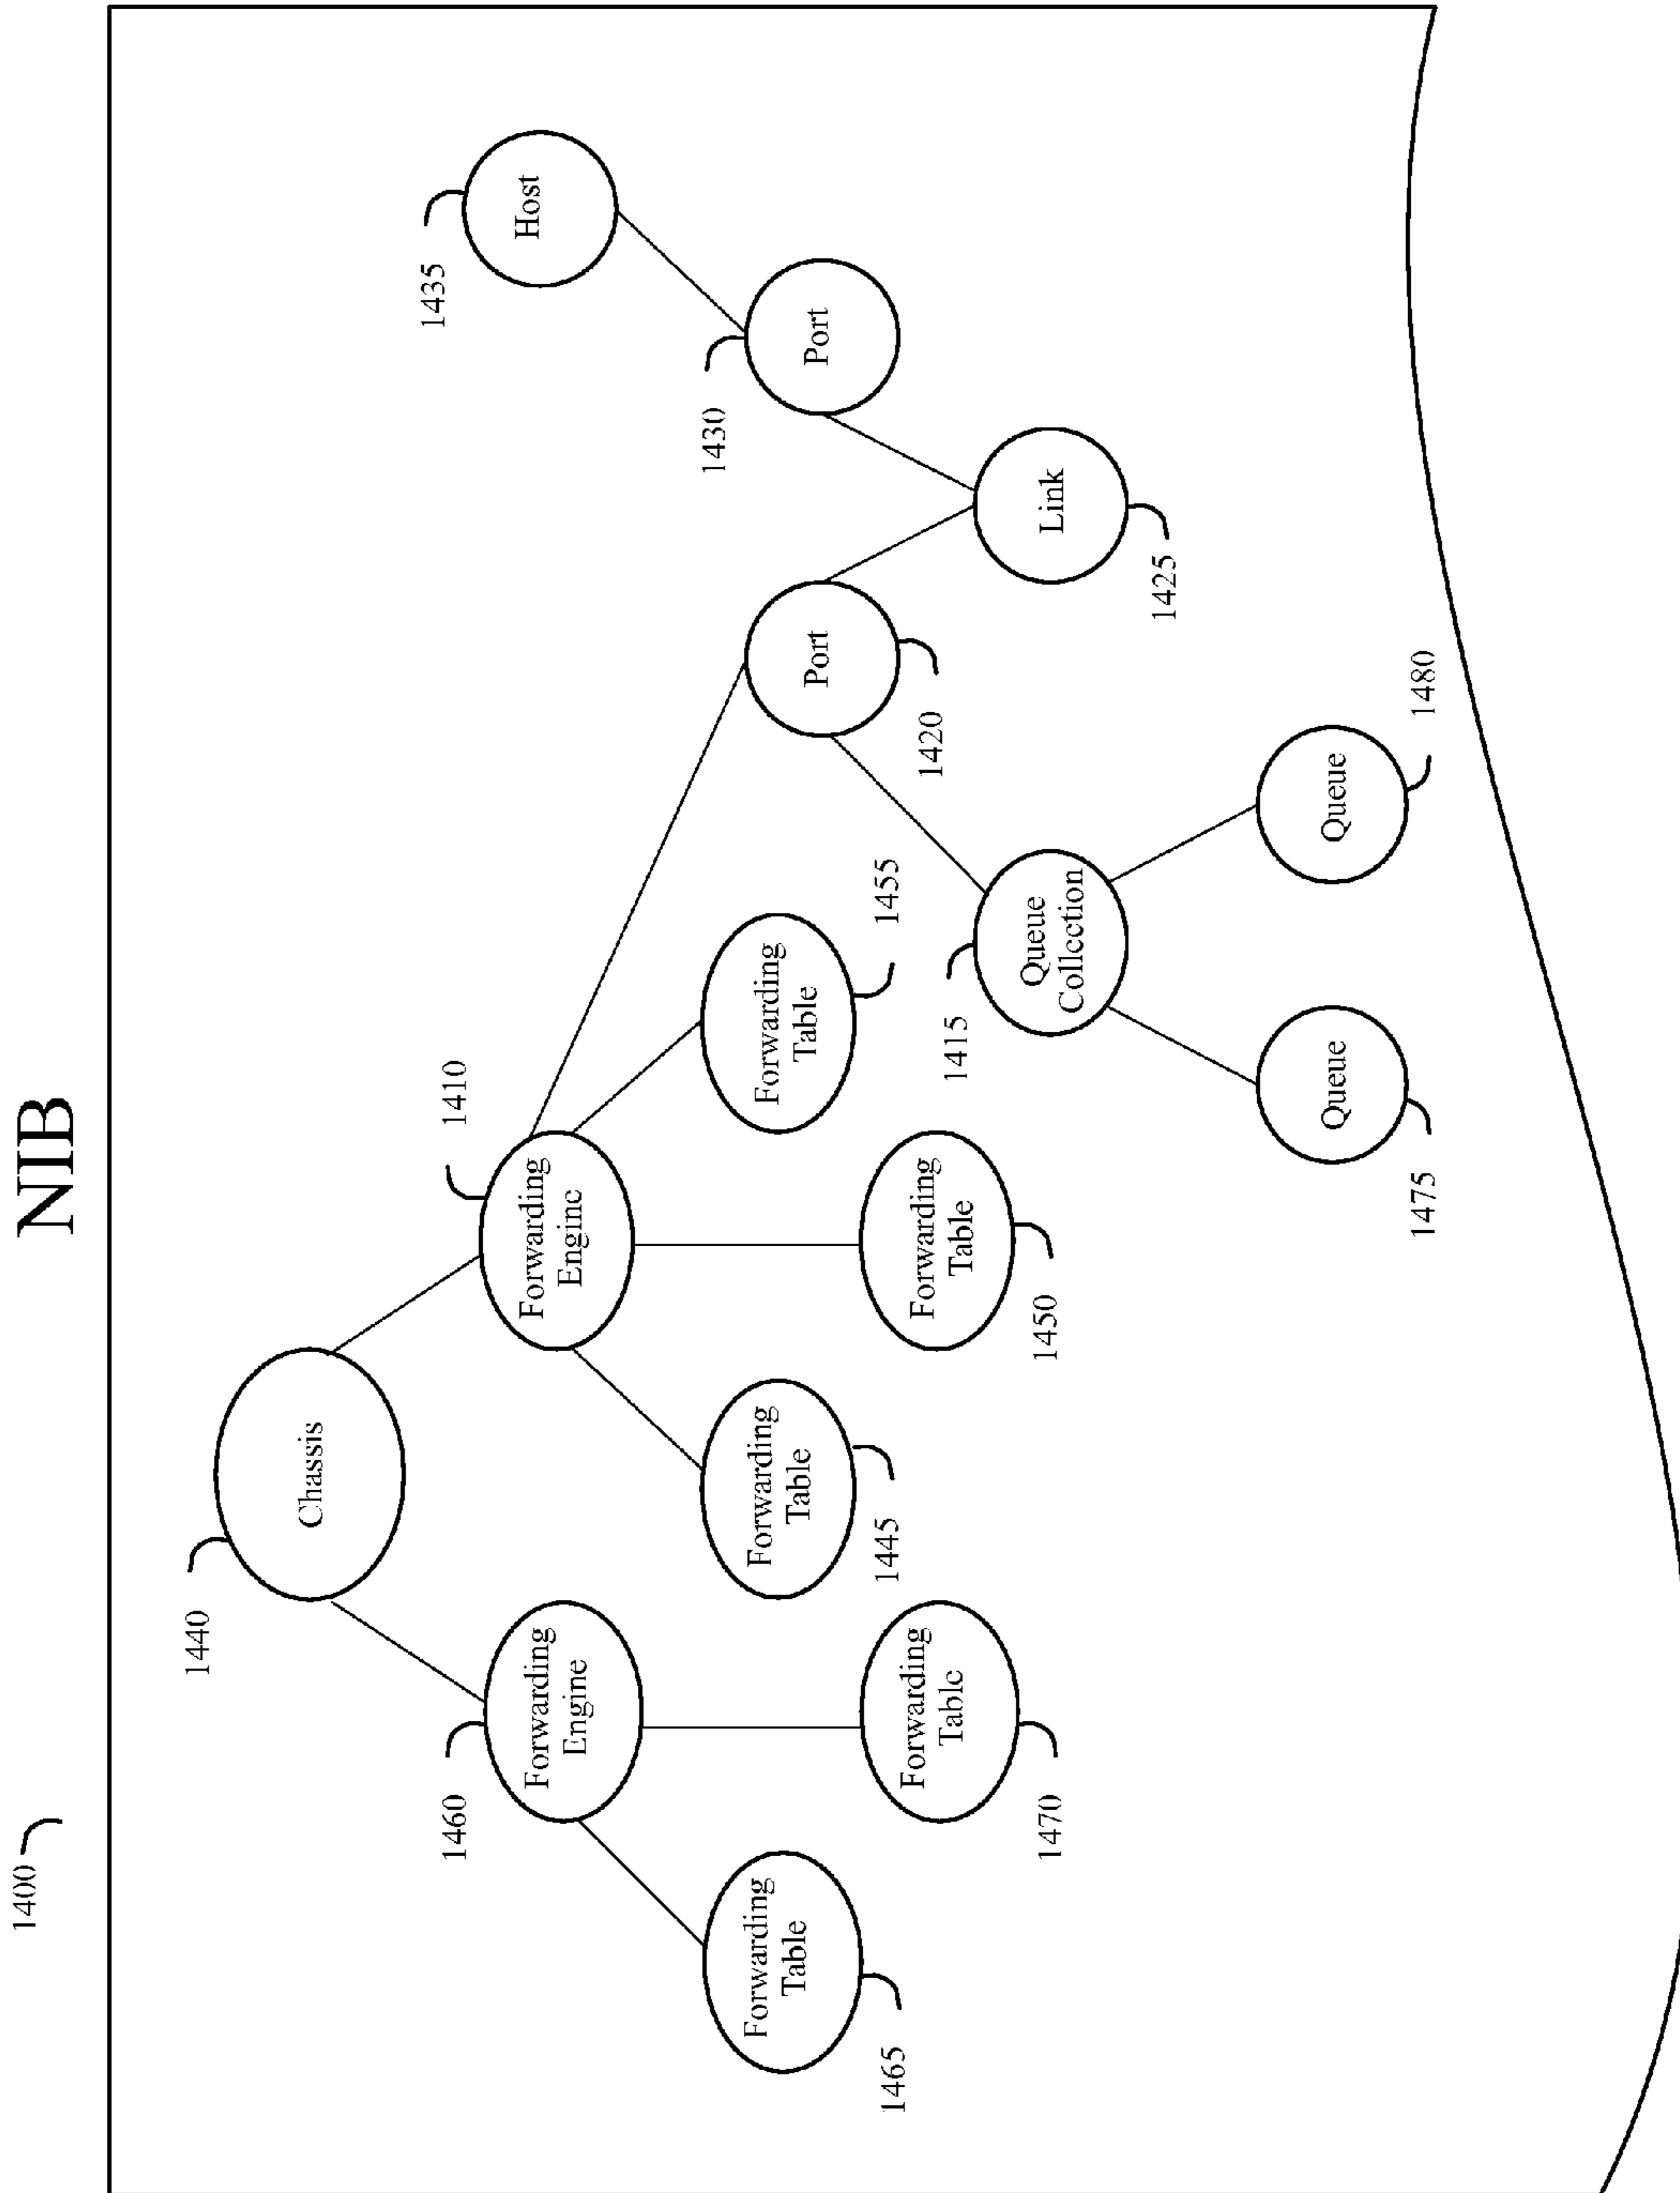 NIB
1400
1440
Chassis
1460
Forwarding
Engine
1410
Forwarding
Engine
1435
Host
1465
Forwarding
Table
1445
Forwarding
Table
1455
Forwarding
Table
1420
Port
1430
Port
1470
Forwarding
Table
1450
Forwarding
Table
1415
Queue
Collection
1425
Link
1475
Queue
1480
Queue